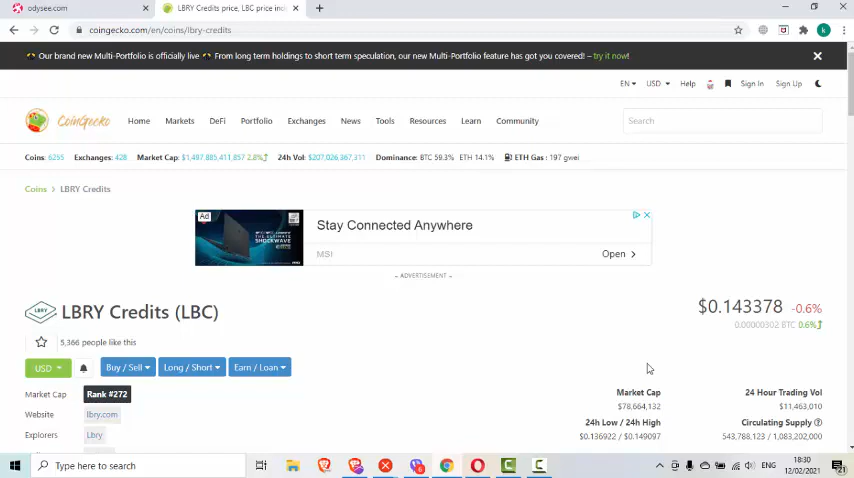 odysee.com
LBRY Credits price, LBC price ind
coingecko.com/en/coins/lbry-credits
k
Our brand new Multi-Portfolio is officially live From long term holdings to short term speculation, our new Multi-Portfolio feature has got you covered! – try it now!
EN USD Help Sign In Sign Up
CoinGecko Home Markets DeFi Portfolio Exchanges News Tools Resources Learn Community Search
Coins: 6255 Exchanges: 428 Market Cap: $1,497,885,411,857 2.8% 24h Vol: $207,026,367,311 Dominance: BTC 59.3% ETH 14.1% ETH Gas : 197 gwei
Coins > LBRY Credits
Ad
Stay Connected Anywhere
MSI Open
– ADVERTISEMENT –
LBRY
LBRY Credits (LBC)
$0.143378 -0.6%
0.00000302 BTC 0.6%
5,366 people like this
USD Buy / Sell Long / Short Earn / Loan
Market Cap Rank #272
Market Cap 24 Hour Trading Vol
$78,664,132 $11,463,010
Website lbry.com
24h Low / 24h High Circulating Supply
Explorers Lbry
$0.136922 / $0.149097 543,788,123 / 1,083,202,000
Type here to search
ENG
18:30
12/02/2021
21